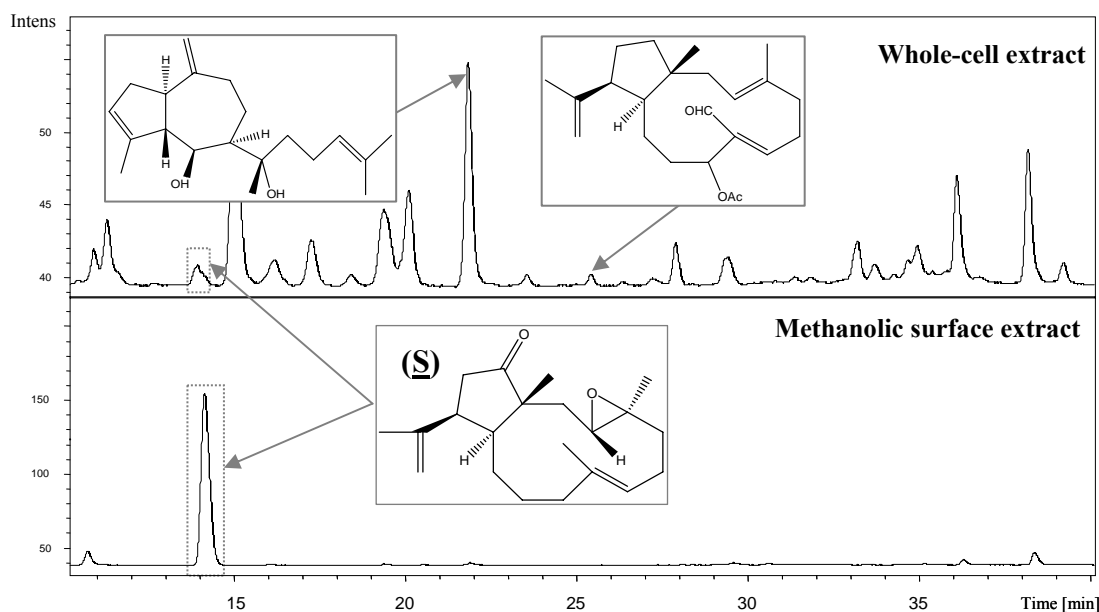 Intens
Whole-cell extract
H
H
H
OH
OH
OHC
H
OAc
50
45
40
Methanolic surface extract
(S)
O
O
H
H
150
100
50
15 20 25 30 35 Time [min]